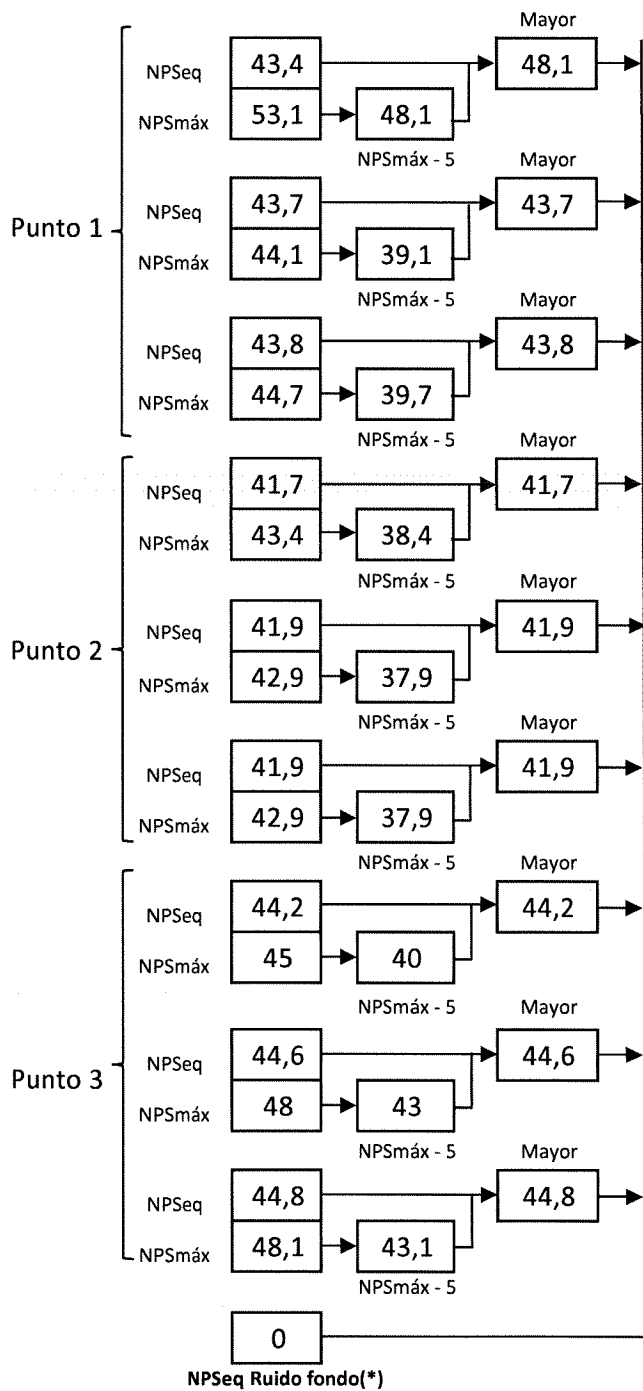 Mayor
NPSeq 43,4 48,1
NPSmáx 53,1 48,1
NPSmáx - 5
Mayor
NPSeq 43,7 43,7
Punto 1
NPSmáx 44,1 39,1
NPSmáx - 5
Mayor
NPSeq 43,8 43,8
NPSmáx 44,7 39,7
NPSmáx - 5
Mayor
NPSeq 41,7 41,7
NPSmáx 43,4 38,4
NPSmáx - 5
Mayor
NPSeq 41,9 41,9
Punto 2
NPSmáx 42,9 37,9
NPSmáx - 5
Mayor
NPSeq 41,9 41,9
NPSmáx 42,9 37,9
NPSmáx - 5
Mayor
NPSeq 44,2 44,2
NPSmáx 45 40
NPSmáx - 5
Mayor
NPSeq 44,6 44,6
Punto 3
NPSmáx 48 43
NPSmáx - 5
Mayor
NPSeq 44,8 44,8
NPSmáx 48,1 43,1
NPSmáx - 5
0
NPSeq Ruido fondo(*)